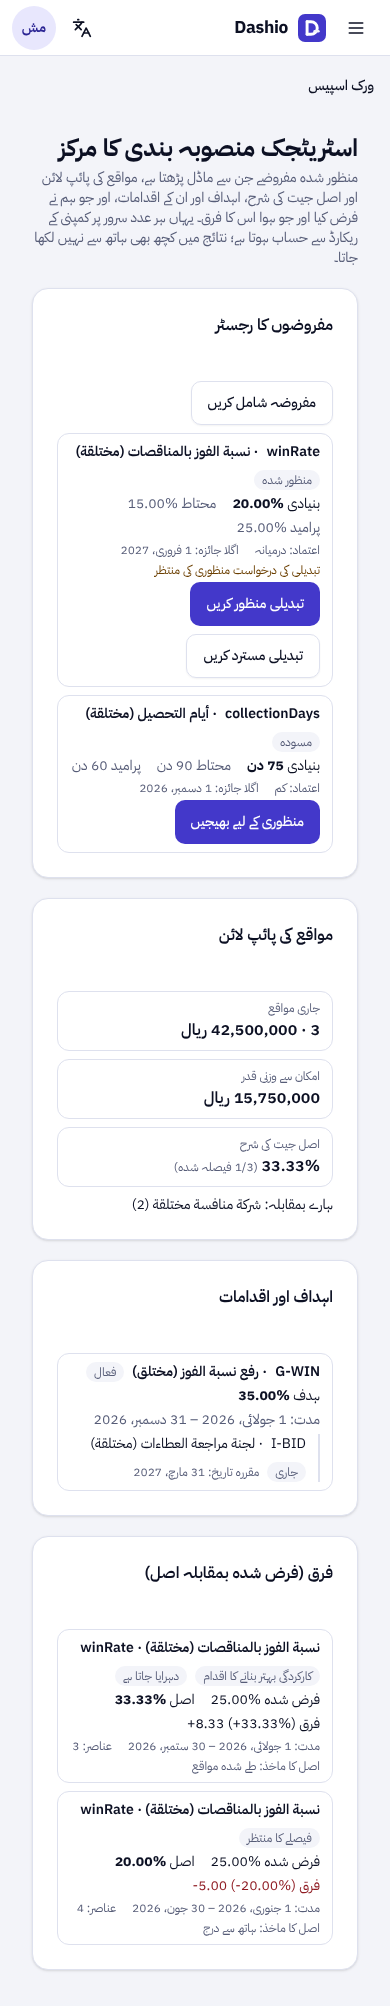 Dashio
مش
ورک اسپیس
اسٹریٹجک منصوبہ بندی کا مرکز
منظور شدہ مفروضے جن سے ماڈل پڑھتا ہے، مواقع کی پائپ لائن
اور اصل جیت کی شرح، اہداف اور ان کے اقدامات، اور جو ہم نے
فرض کیا اور جو ہوا اس کا فرق۔ یہاں ہر عدد سرور پر کمپنی کے
ریکارڈ سے حساب ہوتا ہے؛ نتائج میں کچھ بھی ہاتھ سے نہیں لکھا
جاتا۔
مفروضوں کا رجسٹر
مفروضہ شامل کریں
winRate · نسبة الفوز بالمناقصات (مختلقة)
منظور شدہ
بنیادی 20.00% محتاط 15.00%
پرامید 25.00%
اعتماد: درمیانہ اگلا جائزہ: 1 فروری، 2027
تبدیلی کی درخواست منظوری کی منتظر
تبدیلی منظور کریں
تبدیلی مسترد کریں
collectionDays · أيام التحصيل (مختلقة)
مسودہ
بنیادی 75 دن محتاط 90 دن پرامید 60 دن
اعتماد: کم اگلا جائزہ: 1 دسمبر، 2026
منظوری کے لیے بھیجیں
مواقع کی پائپ لائن
جاری مواقع
3 · 42,500,000 ریال
امکان سے وزنی قدر
15,750,000 ریال
اصل جیت کی شرح
33.33% (1/3 فیصلہ شدہ)
ہارے بمقابلہ: شركة منافسة مختلقة (2)
اہداف اور اقدامات
G-WIN · رفع نسبة الفوز (مختلق) فعال
ہدف 35.00%
مدت: 1 جولائی، 2026 – 31 دسمبر، 2026
I-BID · لجنة مراجعة العطاءات (مختلقة)
جاری مقررہ تاریخ: 31 مارچ، 2027
فرق (فرض شدہ بمقابلہ اصل)
نسبة الفوز بالمناقصات (مختلقة) · winRate
کارکردگی بہتر بنانے کا اقدام دہرایا جاتا ہے
فرض شدہ 25.00% اصل 33.33%
فرق +8.33 (+33.33%)
مدت: 1 جولائی، 2026 – 30 ستمبر، 2026 عناصر: 3
اصل کا ماخذ: طے شدہ مواقع
نسبة الفوز بالمناقصات (مختلقة) · winRate
فیصلے کا منتظر
فرض شدہ 25.00% اصل 20.00%
فرق -5.00 (-20.00%)
مدت: 1 جنوری، 2026 – 30 جون، 2026 عناصر: 4
اصل کا ماخذ: ہاتھ سے درج